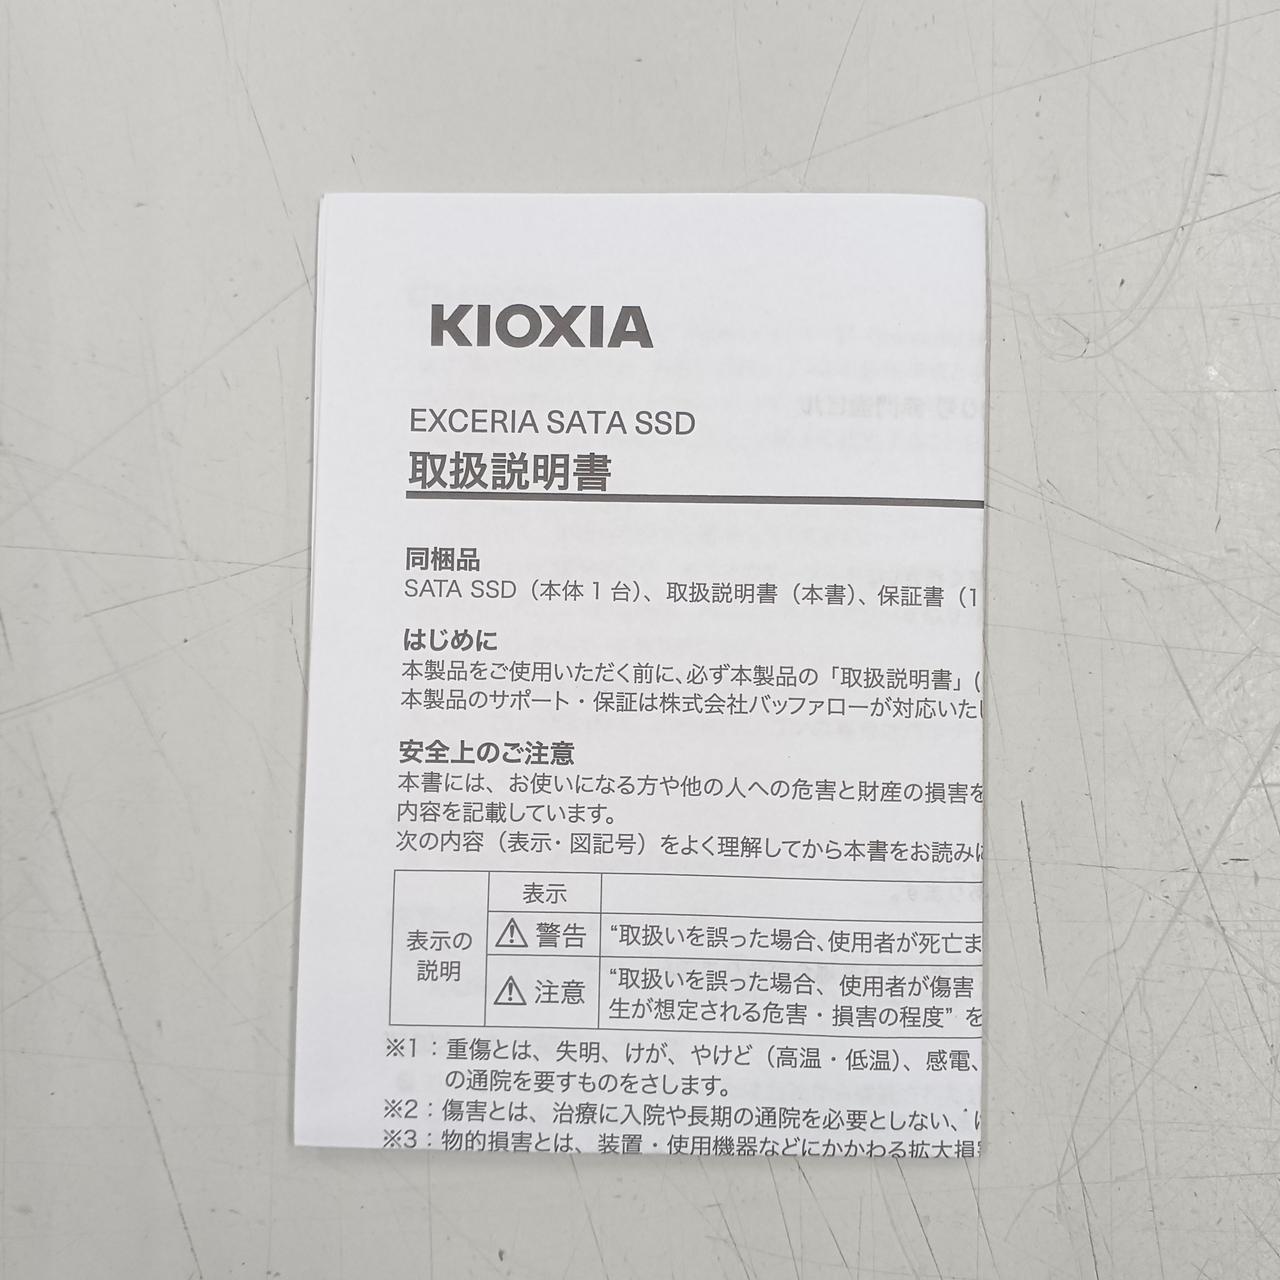 KIOXIA
EXCERIA SATA SSD
取扱説明書
同梱品
SATA SSD（本体1台）、取扱説明書（本書）、保証書（1
はじめに
本製品をご使用いただく前に、必ず本製品の「取扱説明書」(
本製品のサポート・保証は株式会社バッファローが対応いたし
安全上のご注意
本書には、お使いになる方や他の人への危害と財産の損害を
内容を記載しています。
次の内容（表示・図記号）をよく理解してから本書をお読みに
表示
表示の
説明
警告
“取扱いを誤った場合、使用者が死亡ま
注意
“取扱いを誤った場合、使用者が傷害
生が想定される危害・損害の程度”を
※1：重傷とは、失明、けが、やけど（高温・低温）、感電、
の通院を要すものをさします。
※2：傷害とは、治療に入院や長期の通院を必要としない、け
※3：物的損害とは、装置・使用機器などにかかわる拡大損害